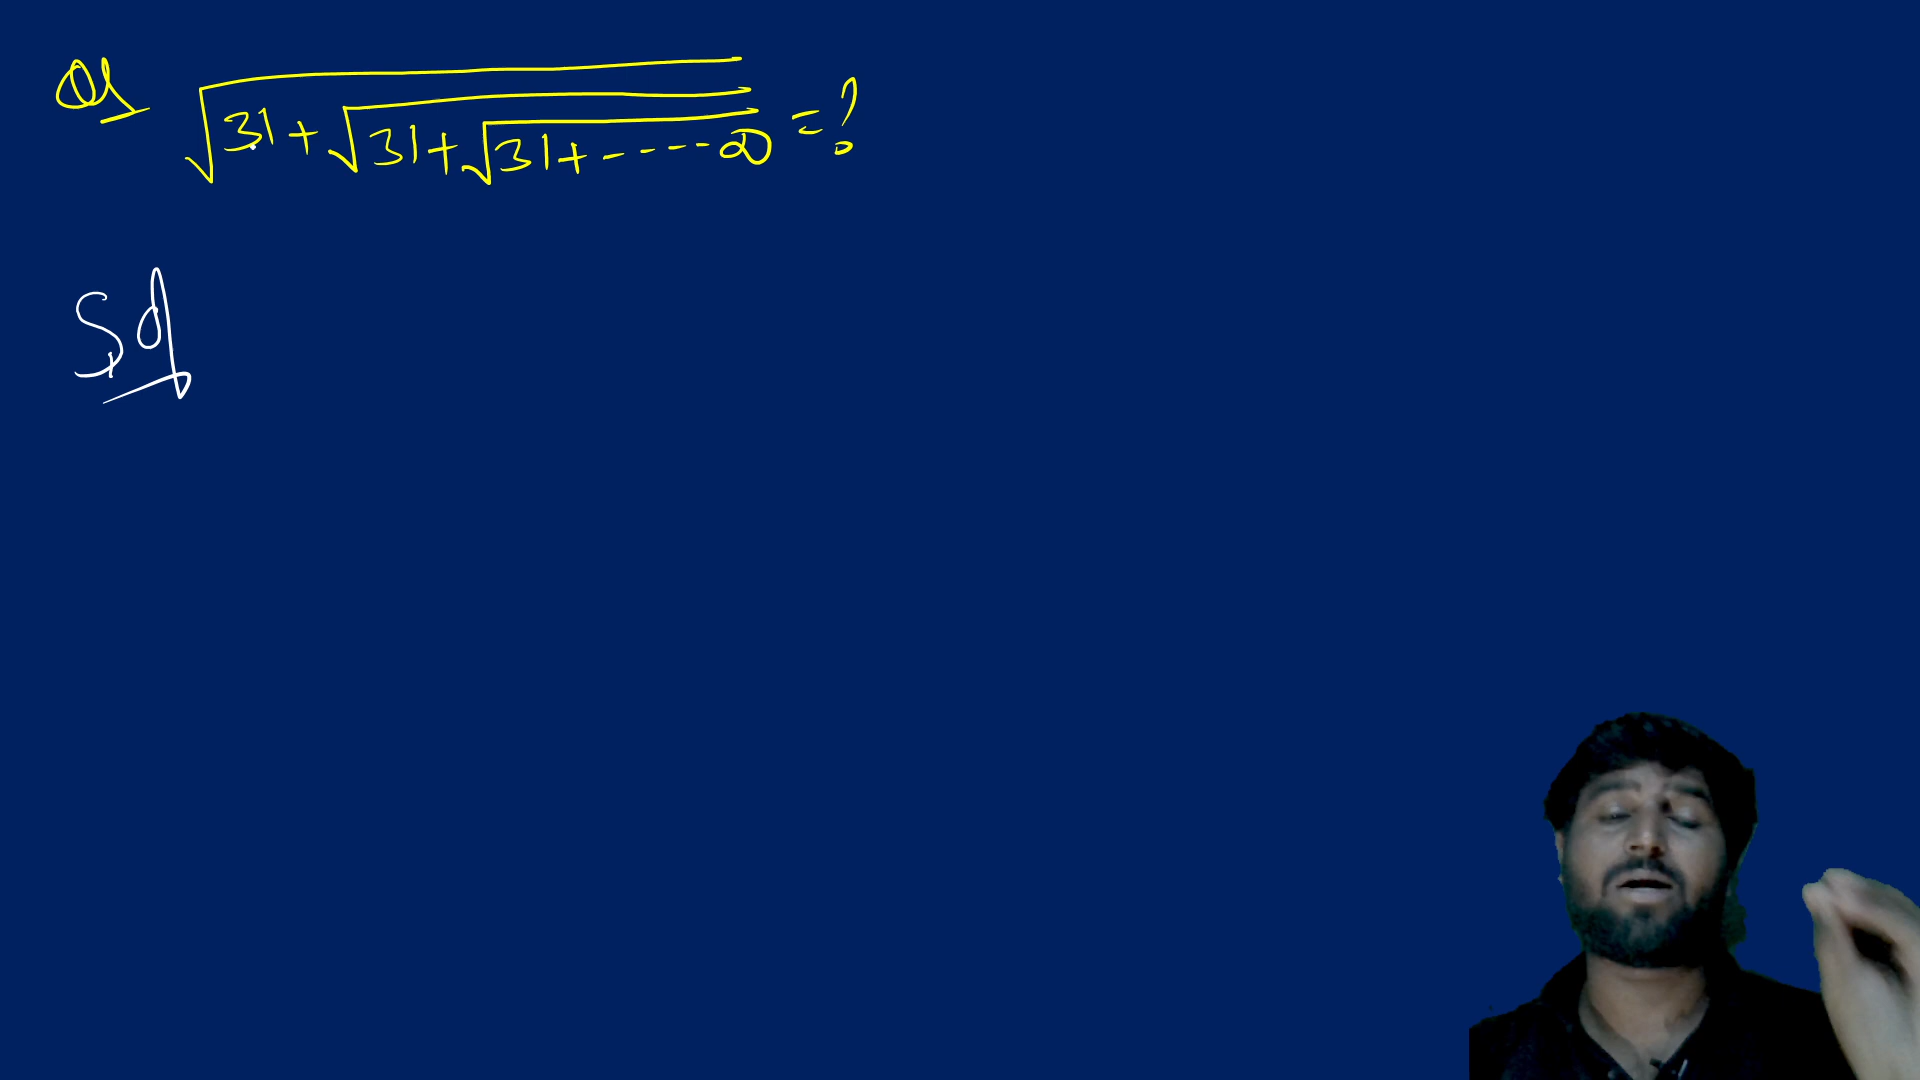 Q1 √(31+√(31+√(31+----∞ = ?
Sol